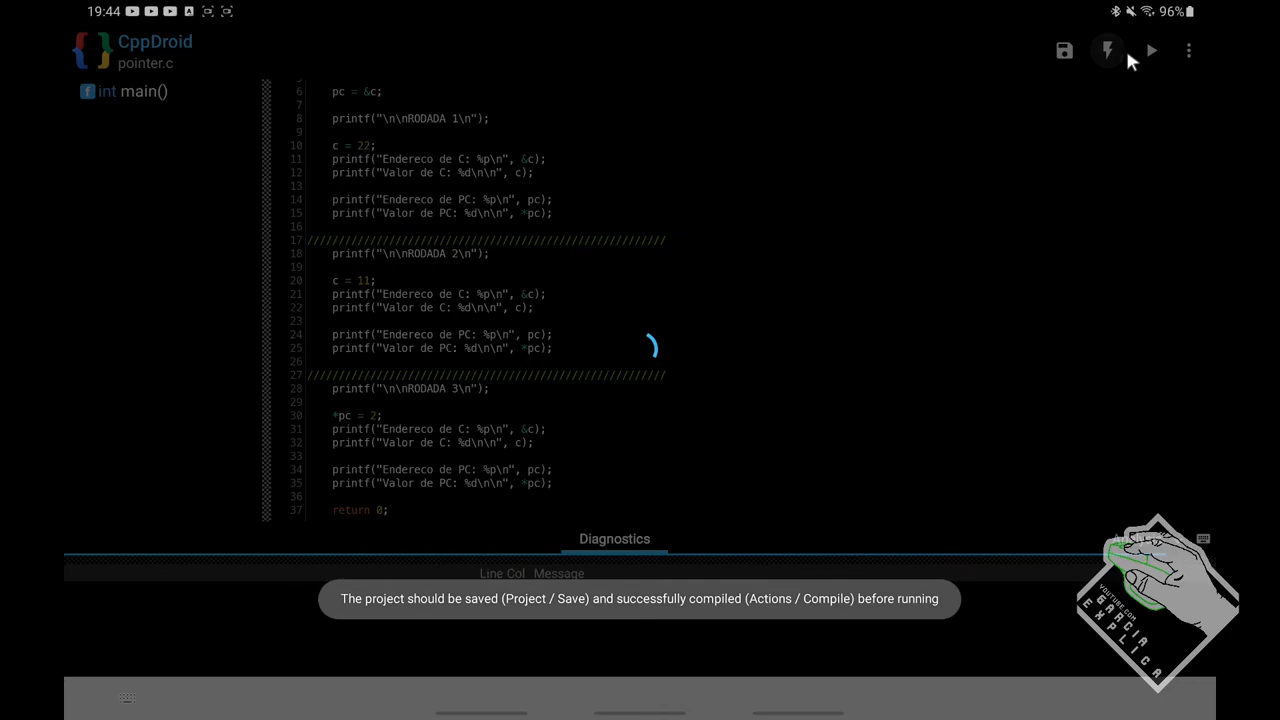 19:44
96%
CppDroid
pointer.c
f int main()
6 pc = &c;
7
8 printf("\n\nRODADA 1\n");
9
10 c = 22;
11 printf("Endereco de C: %p\n", &c);
12 printf("Valor de C: %d\n\n", c);
13
14 printf("Endereco de PC: %p\n", pc);
15 printf("Valor de PC: %d\n\n", *pc);
16
17 /////////////////////////////////////////////////////////
18 printf("\n\nRODADA 2\n");
19
20 c = 11;
21 printf("Endereco de C: %p\n", &c);
22 printf("Valor de C: %d\n\n", c);
23
24 printf("Endereco de PC: %p\n", pc);
25 printf("Valor de PC: %d\n\n", *pc);
26
27 /////////////////////////////////////////////////////////
28 printf("\n\nRODADA 3\n");
29
30 *pc = 2;
31 printf("Endereco de C: %p\n", &c);
32 printf("Valor de C: %d\n\n", c);
33
34 printf("Endereco de PC: %p\n", pc);
35 printf("Valor de PC: %d\n\n", *pc);
36
37 return 0;
Diagnostics
Line Col Message
The project should be saved (Project / Save) and successfully compiled (Actions / Compile) before running
YOUTUBE.COM
GARCIA
EXPLICA